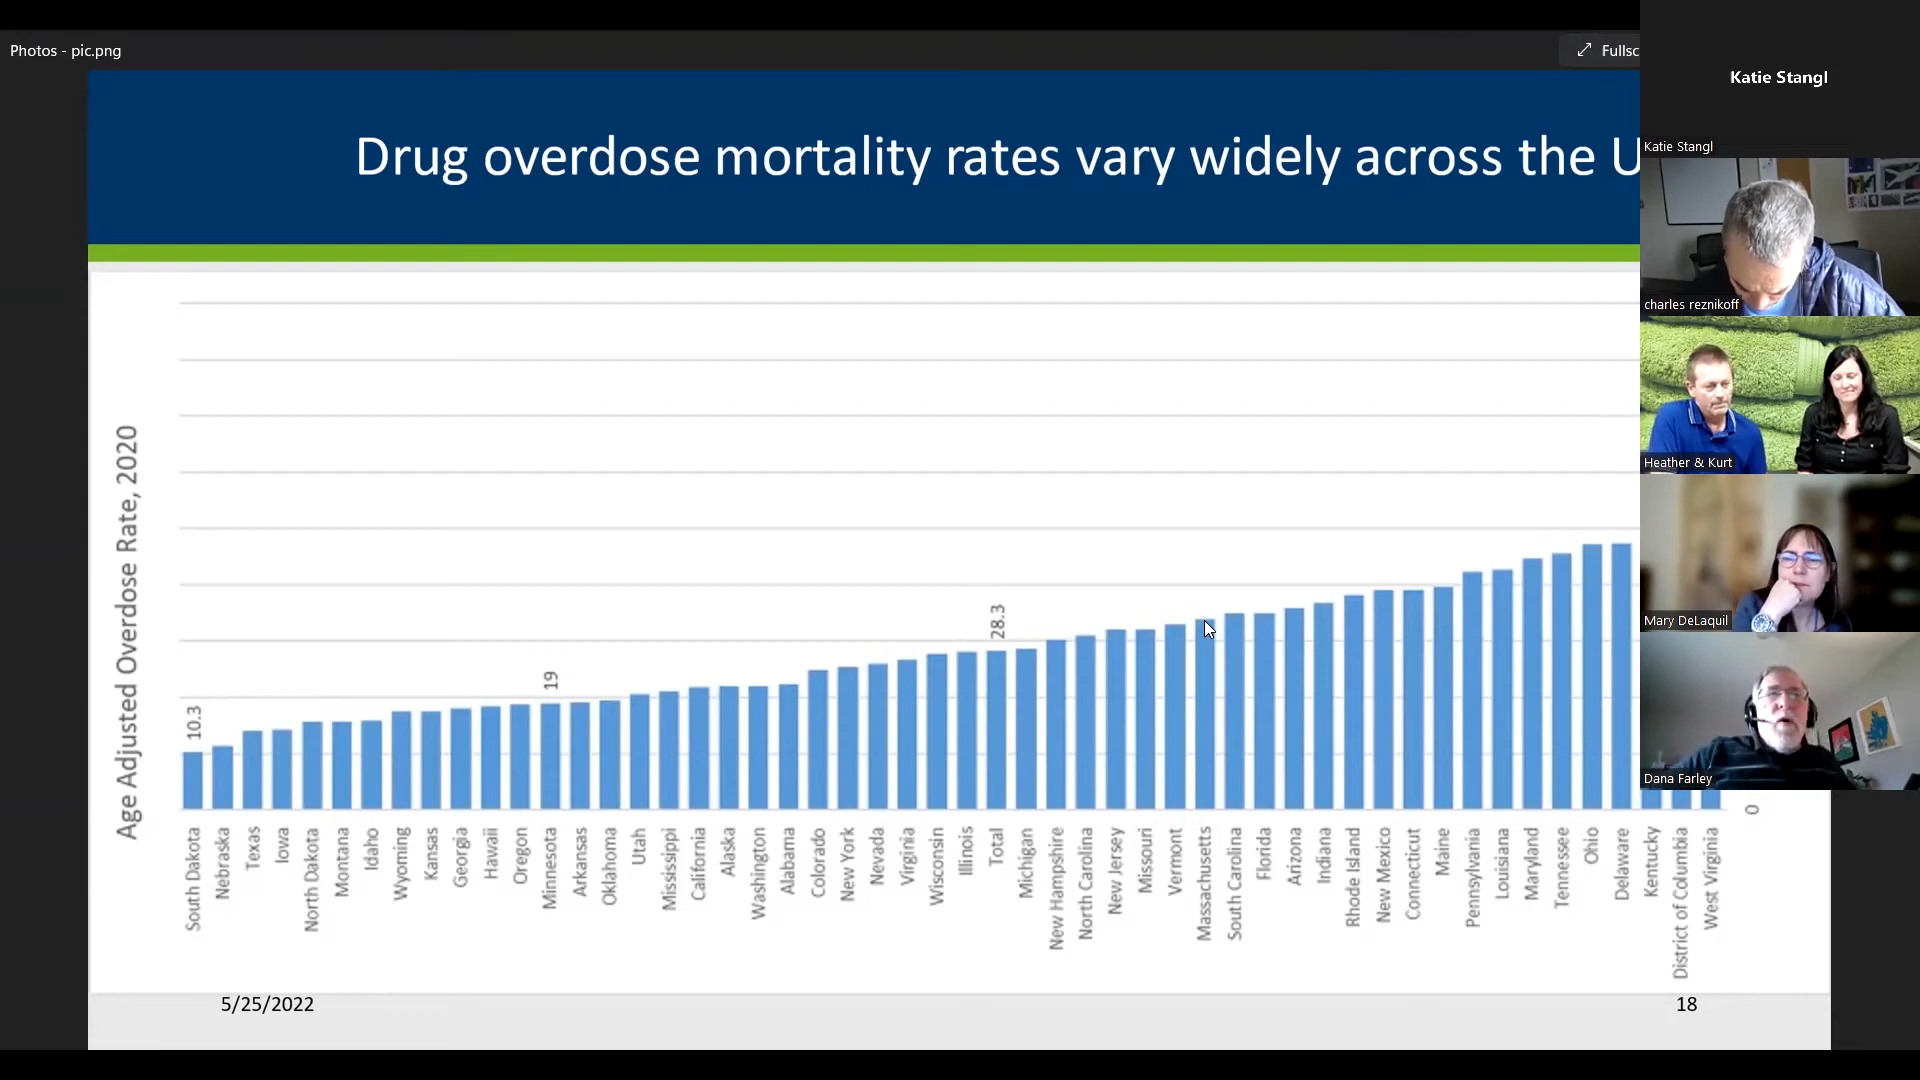 Photos - pic.png
Fullsc
Katie Stangl
Katie Stangl
Drug overdose mortality rates vary widely across the U
charles reznikoff
Heather & Kurt
Mary DeLaquil
Dana Farley
Age Adjusted Overdose Rate, 2020
10.3
19
28.3
0
South Dakota
Nebraska
Texas
Iowa
North Dakota
Montana
Idaho
Wyoming
Kansas
Georgia
Hawaii
Oregon
Minnesota
Arkansas
Oklahoma
Utah
Mississippi
California
Alaska
Washington
Alabama
Colorado
New York
Nevada
Virginia
Wisconsin
Illinois
Total
Michigan
New Hampshire
North Carolina
New Jersey
Missouri
Vermont
Massachusetts
South Carolina
Florida
Arizona
Indiana
Rhode Island
New Mexico
Connecticut
Maine
Pennsylvania
Louisiana
Maryland
Tennessee
Ohio
Delaware
Kentucky
District of Columbia
West Virginia
5/25/2022
18